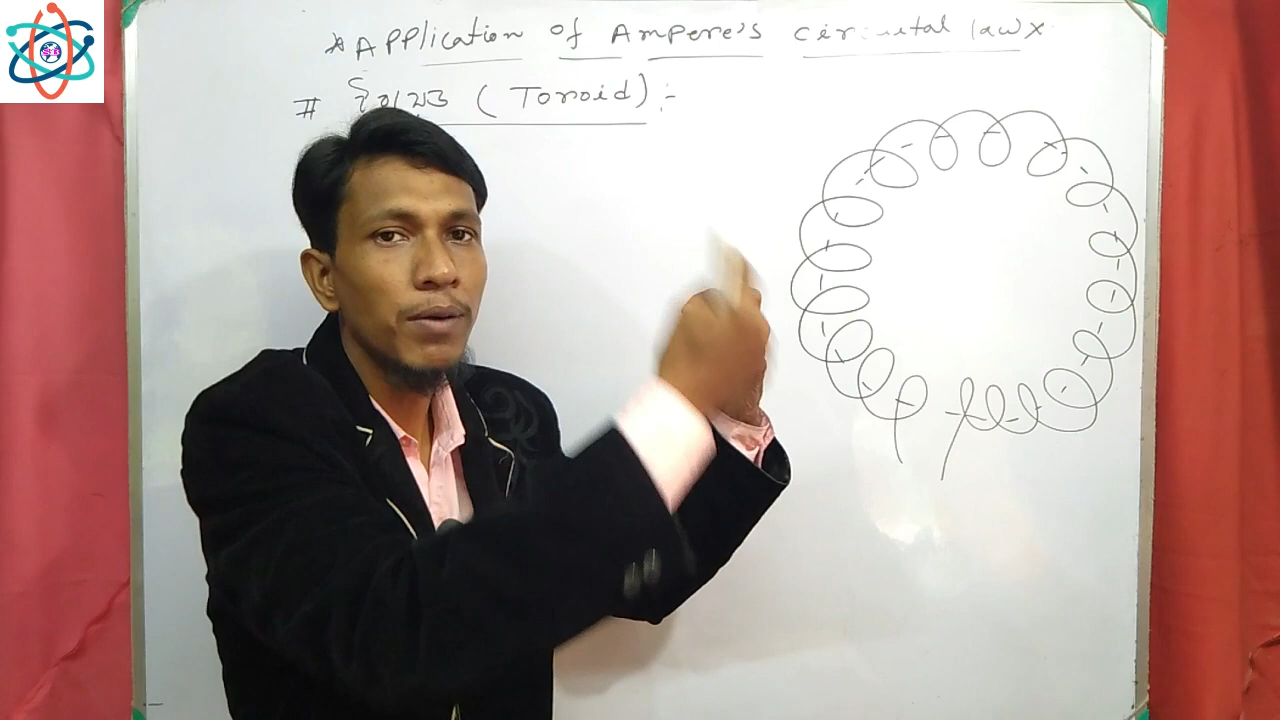 * Application of Ampere's circuital law x
# টরয়েড ( Toroid ) :-